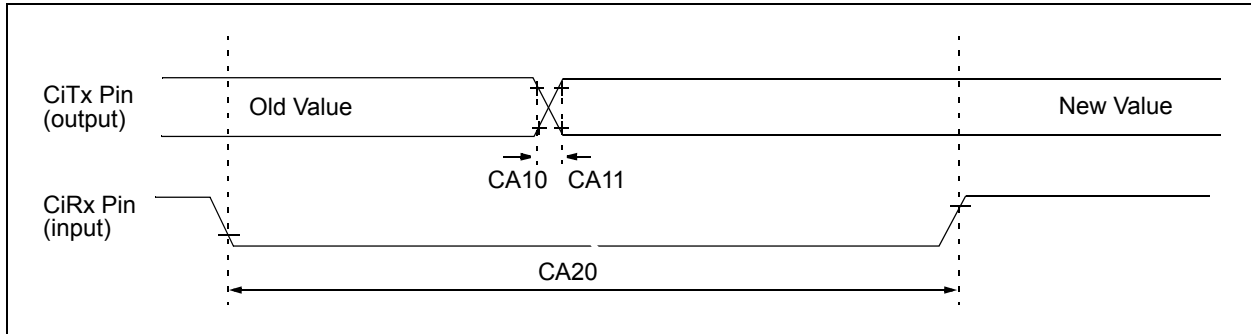 CiTx Pin
(output)
Old Value
New Value
CA10 CA11
CiRx Pin
(input)
CA20